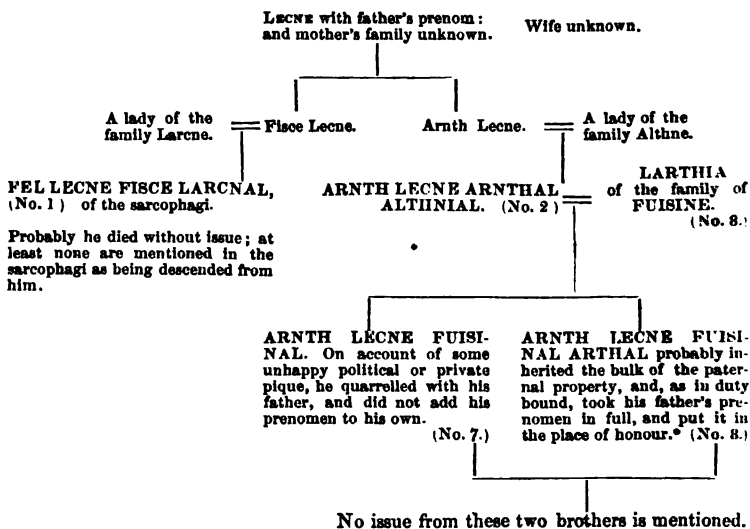 LECNE with father's prenom:
and mother's family unknown.
Wife unknown.
A lady of the
family Larcne.
Fisce Lecne.
Arnth Lecne.
A lady of the
family Althne.
FEL LECNE FISCE LARCNAL,
(No. 1) of the sarcophagi.
Probably he died without issue; at
least none are mentioned in the
sarcophagi as being descended from
him.
ARNTH LECNE ARNTHAL
ALTHNIAL. (No. 2)
LARTHIA
of the family of
FUISINE.
(No. 8.)
ARNTH LECNE FUISI-
NAL. On account of some
unhappy political or private
pique, he quarrelled with his
father, and did not add his
prenomen to his own.
(No. 7.)
ARNTH LECNE FUISI-
NAL ARTHAL probably in-
herited the bulk of the pater-
nal property, and, as in duty
bound, took his father's pre-
nomen in full, and put it in
the place of honour.* (No. 8.)
No issue from these two brothers is mentioned.